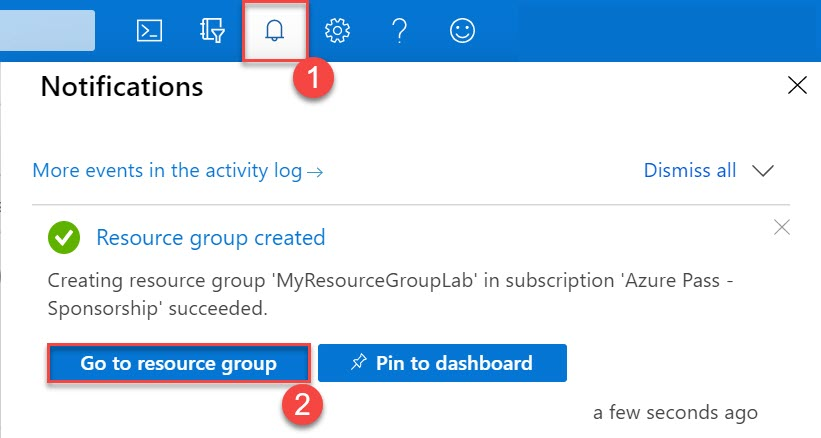 1
Notifications
More events in the activity log →
Dismiss all
Resource group created
Creating resource group 'MyResourceGroupLab' in subscription 'Azure Pass -
Sponsorship' succeeded.
Go to resource group
Pin to dashboard
2
a few seconds ago